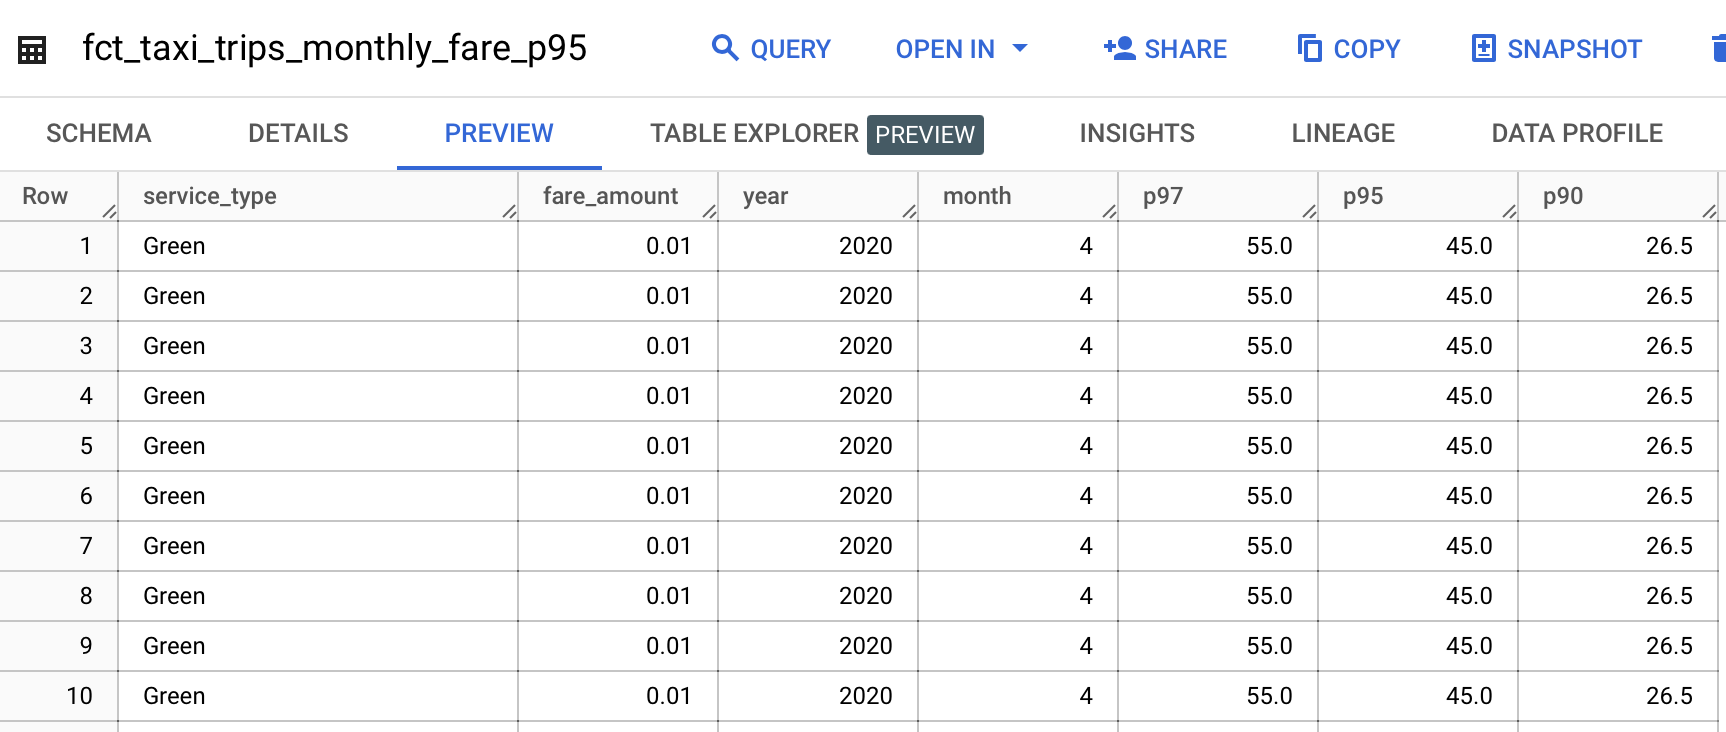 fct_taxi_trips_monthly_fare_p95 QUERY OPEN IN SHARE COPY SNAPSHOT
SCHEMA DETAILS PREVIEW TABLE EXPLORER PREVIEW INSIGHTS LINEAGE DATA PROFILE
Row service_type fare_amount year month p97 p95 p90
1 Green 0.01 2020 4 55.0 45.0 26.5
2 Green 0.01 2020 4 55.0 45.0 26.5
3 Green 0.01 2020 4 55.0 45.0 26.5
4 Green 0.01 2020 4 55.0 45.0 26.5
5 Green 0.01 2020 4 55.0 45.0 26.5
6 Green 0.01 2020 4 55.0 45.0 26.5
7 Green 0.01 2020 4 55.0 45.0 26.5
8 Green 0.01 2020 4 55.0 45.0 26.5
9 Green 0.01 2020 4 55.0 45.0 26.5
10 Green 0.01 2020 4 55.0 45.0 26.5